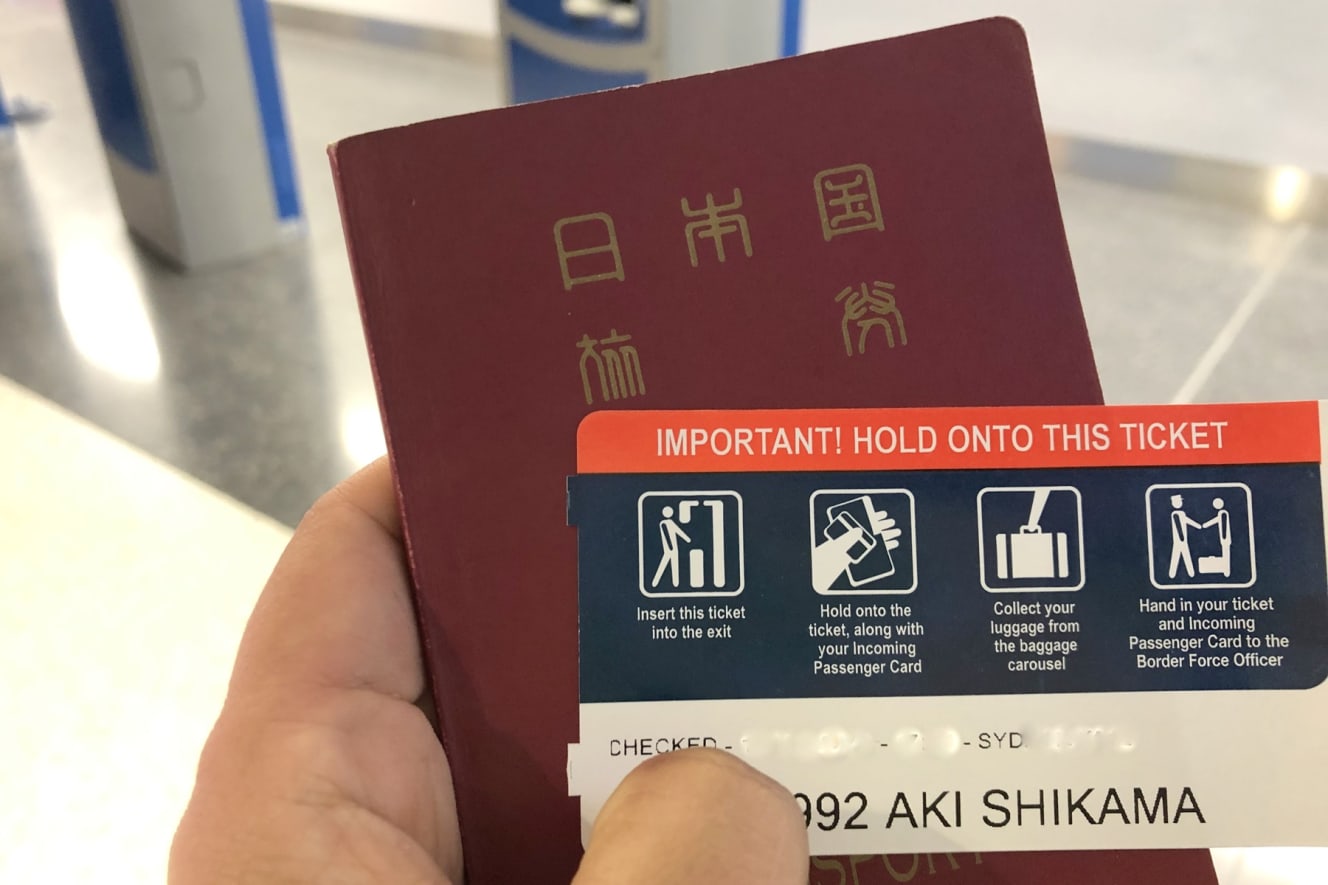 日本国
旅 券
IMPORTANT! HOLD ONTO THIS TICKET
Insert this ticket
into the exit
Hold onto the
ticket, along with
your Incoming
Passenger Card
Collect your
luggage from
the baggage
carousel
Hand in your ticket
and Incoming
Passenger Card to the
Border Force Officer
CHECKED - - - SYD
992 AKI SHIKAMA